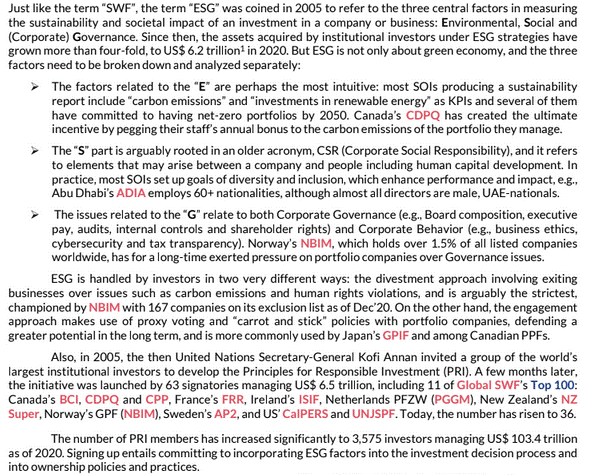 Just like the term “SWF”, the term “ESG” was coined in 2005 to refer to the three central factors in measuring
the sustainability and societal impact of an investment in a company or business: Environmental, Social and
(Corporate) Governance. Since then, the assets acquired by institutional investors under ESG strategies have
grown more than four-fold, to US$ 6.2 trillion¹ in 2020. But ESG is not only about green economy, and the three
factors need to be broken down and analyzed separately:
➢ The factors related to the “E” are perhaps the most intuitive: most SOIs producing a sustainability
report include “carbon emissions” and “investments in renewable energy” as KPIs and several of them
have committed to having net-zero portfolios by 2050. Canada’s CDPQ has created the ultimate
incentive by pegging their staff’s annual bonus to the carbon emissions of the portfolio they manage.
➢ The “S” part is arguably rooted in an older acronym, CSR (Corporate Social Responsibility), and it refers
to elements that may arise between a company and people including human capital development. In
practice, most SOIs set up goals of diversity and inclusion, which enhance performance and impact, e.g.,
Abu Dhabi’s ADIA employs 60+ nationalities, although almost all directors are male, UAE-nationals.
➢ The issues related to the “G” relate to both Corporate Governance (e.g., Board composition, executive
pay, audits, internal controls and shareholder rights) and Corporate Behavior (e.g., business ethics,
cybersecurity and tax transparency). Norway’s NBIM, which holds over 1.5% of all listed companies
worldwide, has for a long-time exerted pressure on portfolio companies over Governance issues.
ESG is handled by investors in two very different ways: the divestment approach involving exiting
businesses over issues such as carbon emissions and human rights violations, and is arguably the strictest,
championed by NBIM with 167 companies on its exclusion list as of Dec’20. On the other hand, the engagement
approach makes use of proxy voting and “carrot and stick” policies with portfolio companies, defending a
greater potential in the long term, and is more commonly used by Japan’s GPIF and among Canadian PPFs.
Also, in 2005, the then United Nations Secretary-General Kofi Annan invited a group of the world’s
largest institutional investors to develop the Principles for Responsible Investment (PRI). A few months later,
the initiative was launched by 63 signatories managing US$ 6.5 trillion, including 11 of Global SWF’s Top 100:
Canada’s BCI, CDPQ and CPP, France’s FRR, Ireland’s ISIF, Netherlands PFZW (PGGM), New Zealand’s NZ
Super, Norway’s GPF (NBIM), Sweden’s AP2, and US’ CalPERS and UNJSPF. Today, the number has risen to 36.
The number of PRI members has increased significantly to 3,575 investors managing US$ 103.4 trillion
as of 2020. Signing up entails committing to incorporating ESG factors into the investment decision process and
into ownership policies and practices.